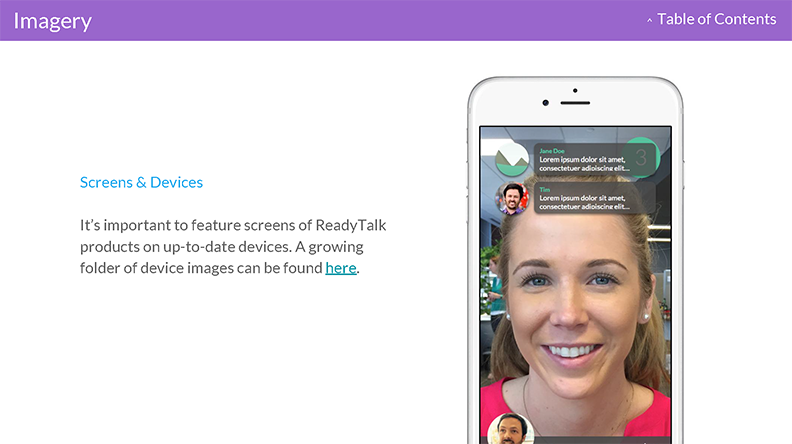 Imagery
^ Table of Contents
Screens & Devices
It’s important to feature screens of ReadyTalk
products on up-to-date devices. A growing
folder of device images can be found here.
Jane Doe
Lorem ipsum dolor sit amet,
consectetuer adipiscing elit...
3
Tim
Lorem ipsum dolor sit amet,
consectetuer adipiscing elit...